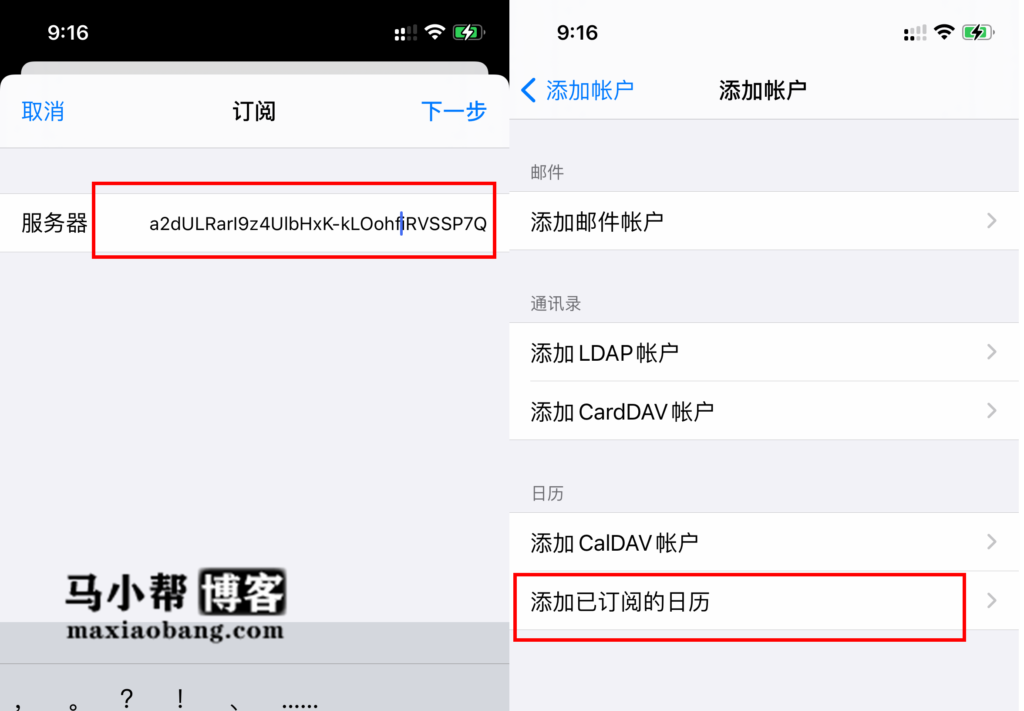 9:16
取消
订阅
下一步
服务器
a2dULRarI9z4UlbHxK-kLOohfiRVSSP7Q
马小帮 博客
maxiaobang.com
, 。 ? ! 、 ……
9:16
添加帐户
添加帐户
邮件
添加邮件帐户
通讯录
添加 LDAP 帐户
添加 CardDAV 帐户
日历
添加 CalDAV 帐户
添加已订阅的日历